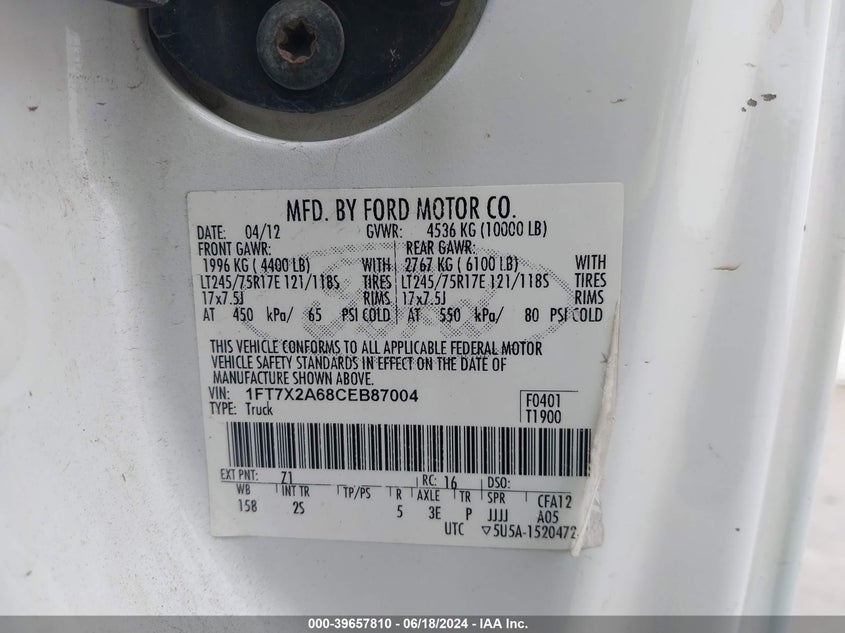 MFD. BY FORD MOTOR CO.
DATE: 04/12 GVWR: 4536 KG (10000 LB)
FRONT GAWR: REAR GAWR:
1996 KG ( 4400 LB) WITH 2767 KG ( 6100 LB) WITH
LT245/75R17E 121/118S TIRES LT245/75R17E 121/118S TIRES
17x7.5J RIMS 17x7.5J RIMS
AT 450 kPa/ 65 PSI COLD AT 550 kPa/ 80 PSI COLD
THIS VEHICLE CONFORMS TO ALL APPLICABLE FEDERAL MOTOR
VEHICLE SAFETY STANDARDS IN EFFECT ON THE DATE OF
MANUFACTURE SHOWN ABOVE.
VIN: 1FT7X2A68CEB87004 F0401
TYPE: Truck T1900
EXT PNT: Z1 RC: 16 DSO:
WB INT TR TP/PS R AXLE TR SPR CFA12
158 2S 5 3E P JJJJ A05
UTC ▽5U5A-1520472
000-39657810 - 06/18/2024 - IAA Inc.